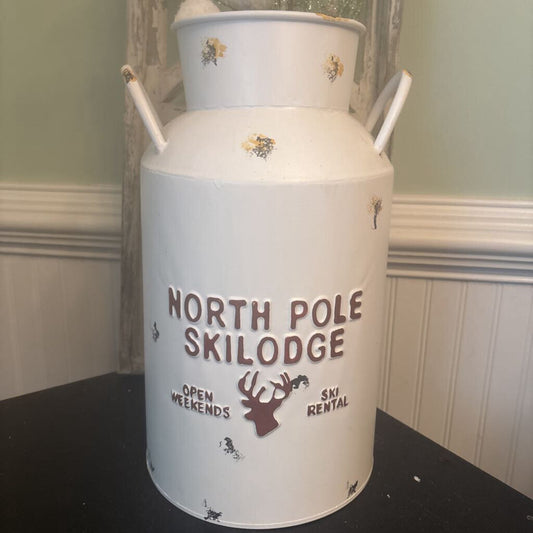 NORTH POLE
SKILODGE
OPEN
WEEKENDS
SKI
RENTAL